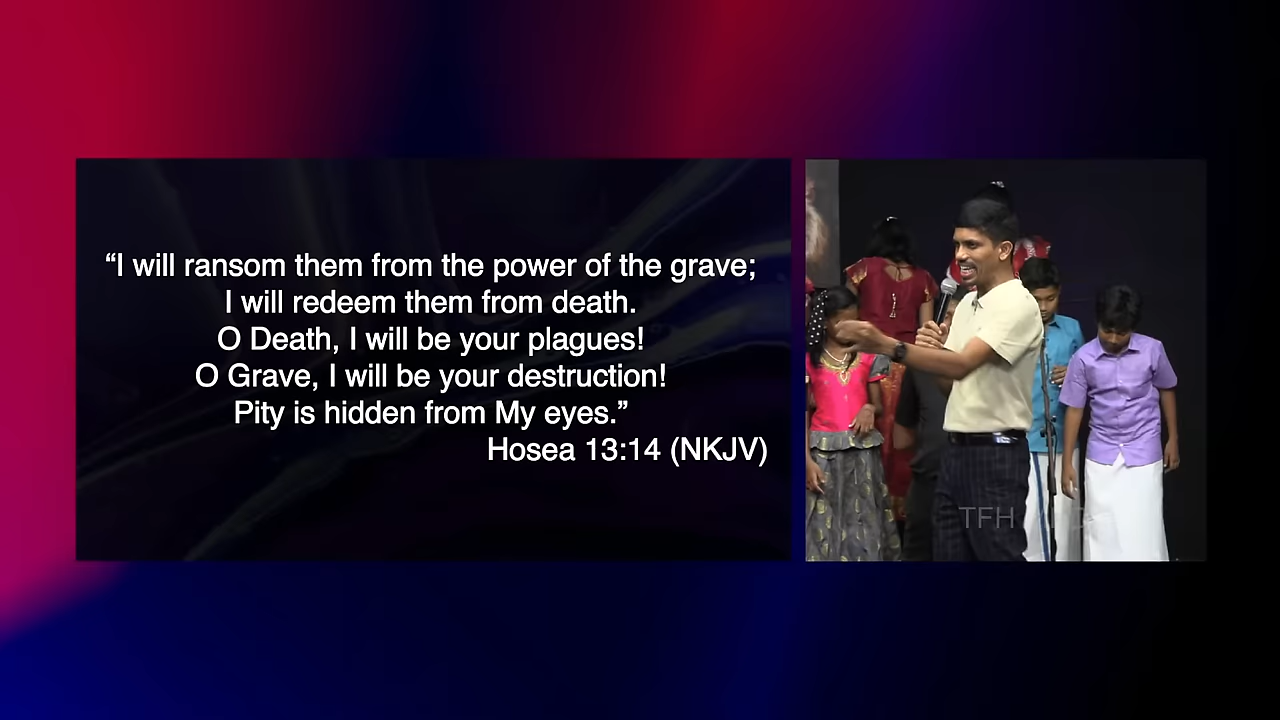 “I will ransom them from the power of the grave;
I will redeem them from death.
O Death, I will be your plagues!
O Grave, I will be your destruction!
Pity is hidden from My eyes.”
Hosea 13:14 (NKJV)
TFH